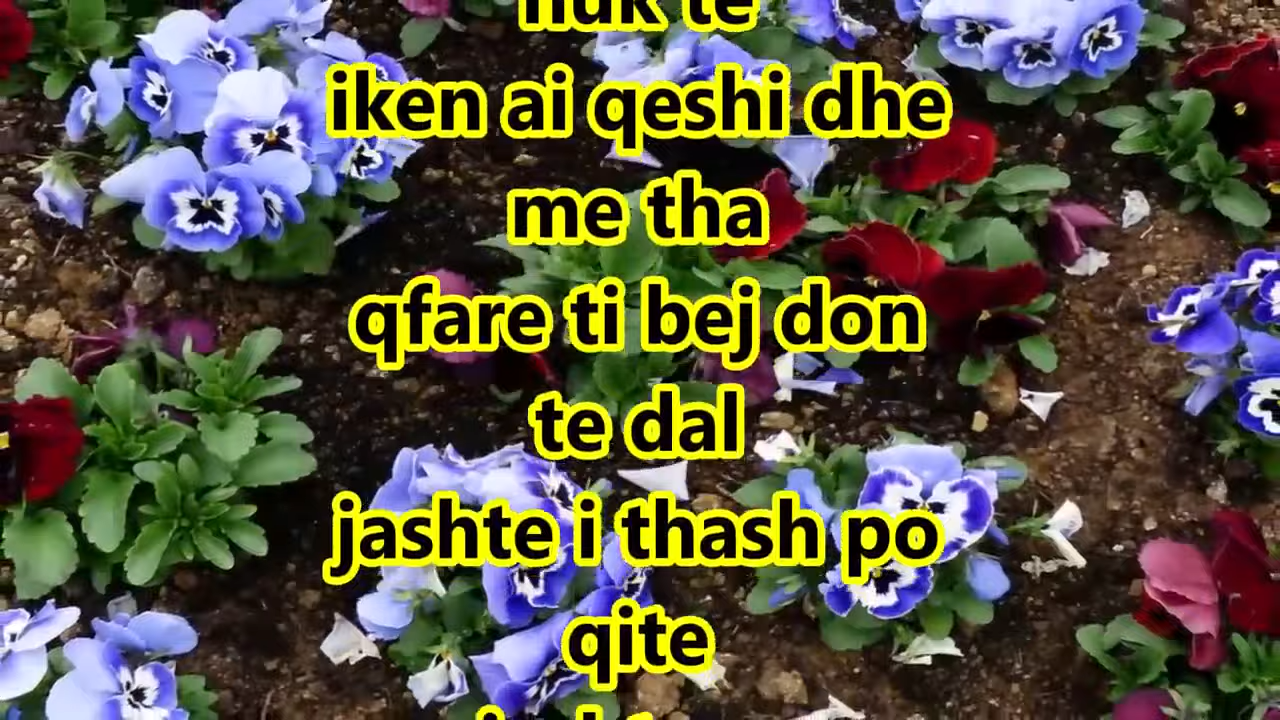 nuk te
iken ai qeshi dhe
me tha
qfare ti bej don
te dal
jashte i thash po
qite